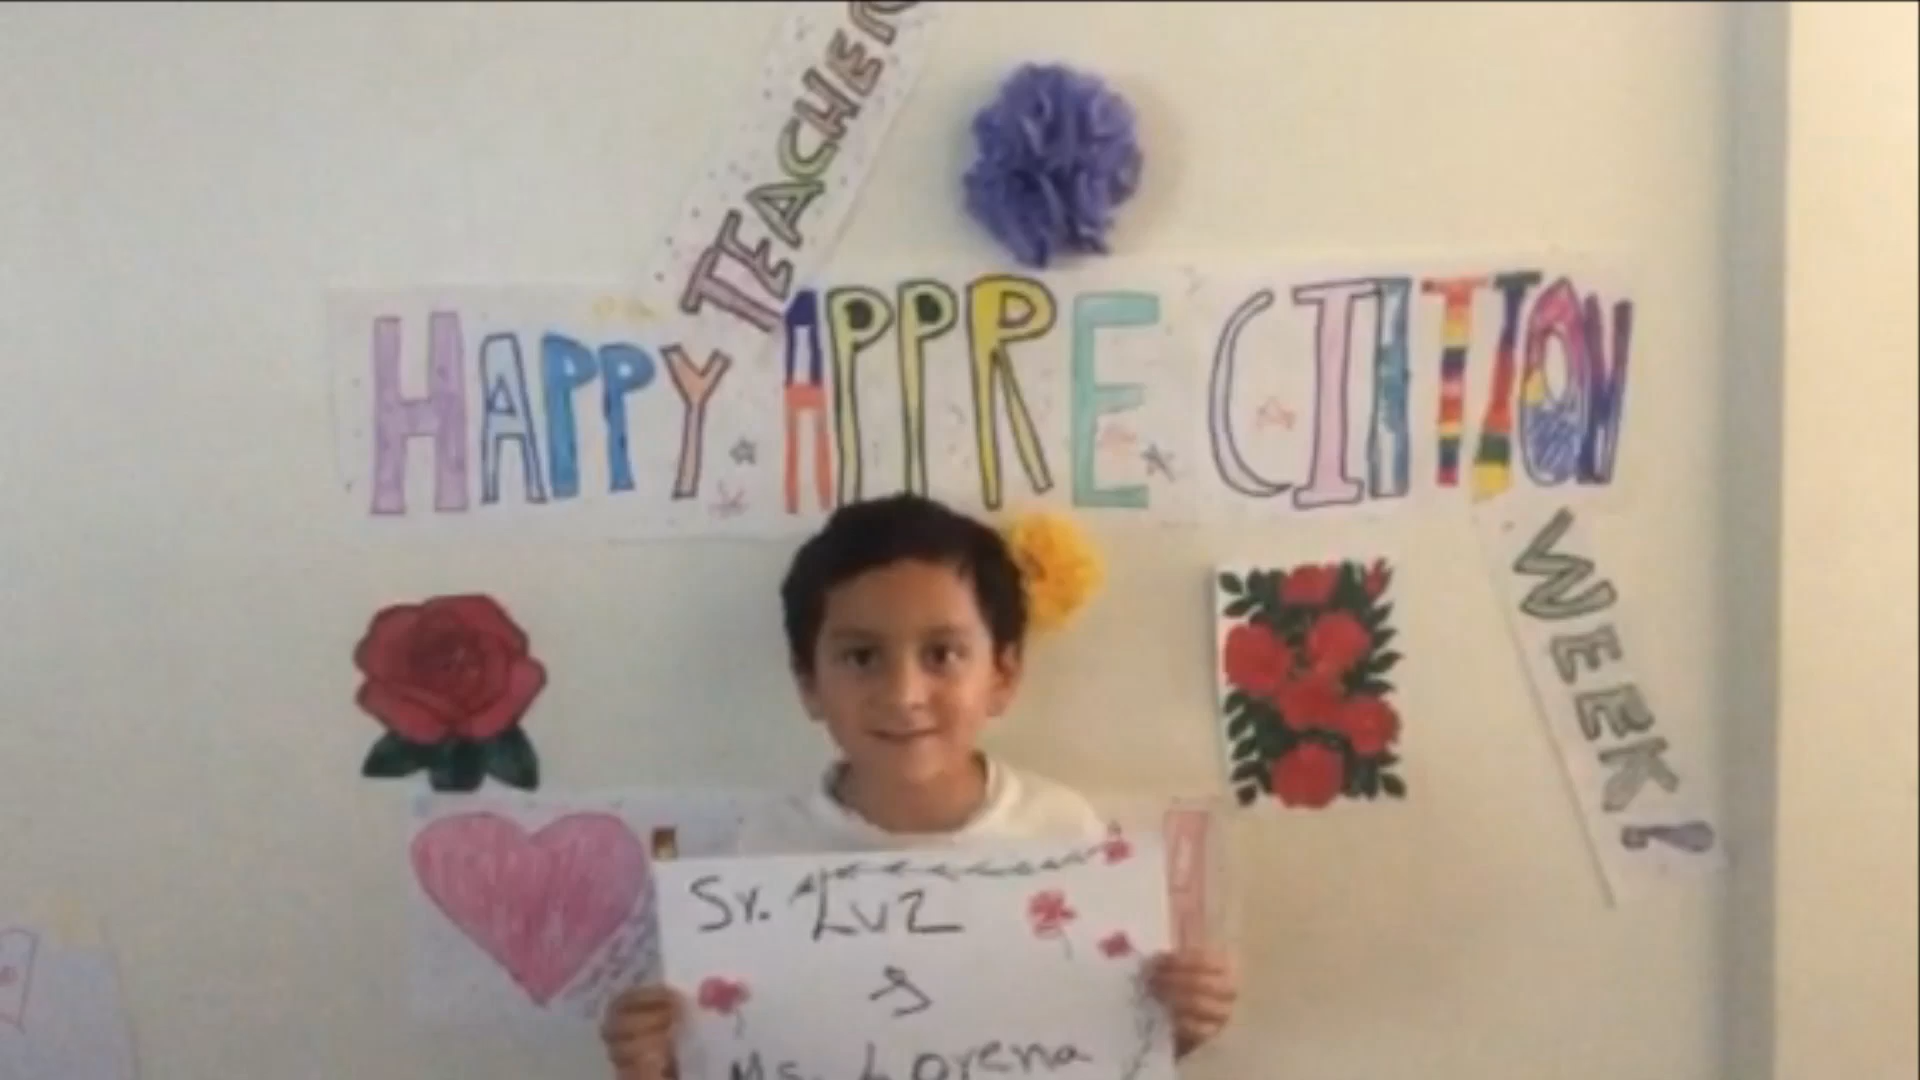 TEACHER
HAPPY APPRECIATION
WEEK!
Sr. Luz
&
Ms. Lorena